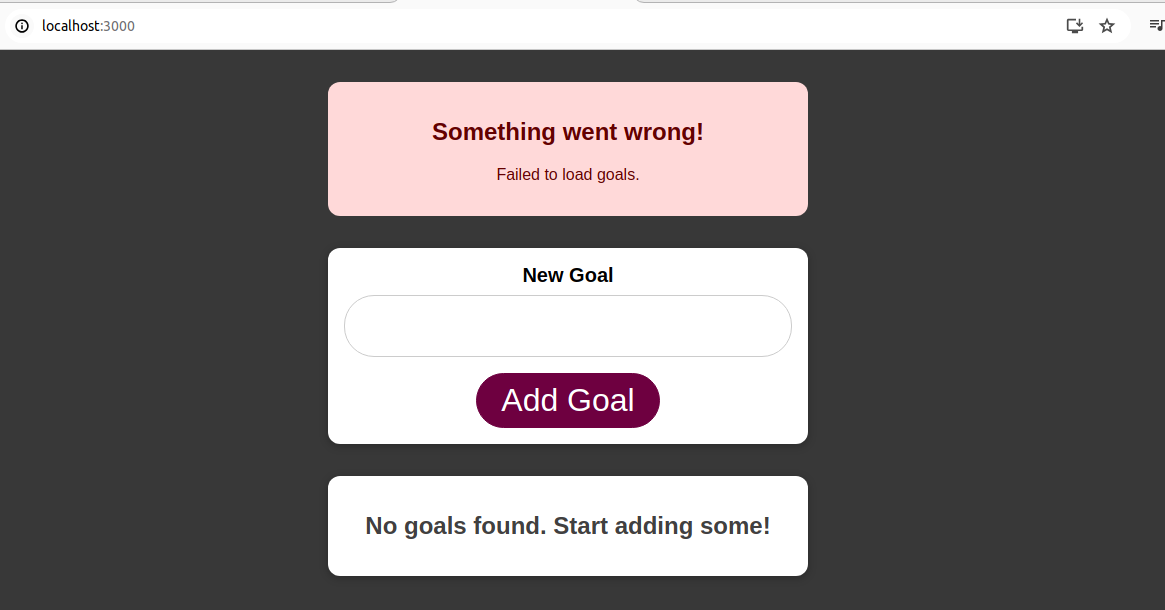 localhost:3000
Something went wrong!
Failed to load goals.
New Goal
Add Goal
No goals found. Start adding some!